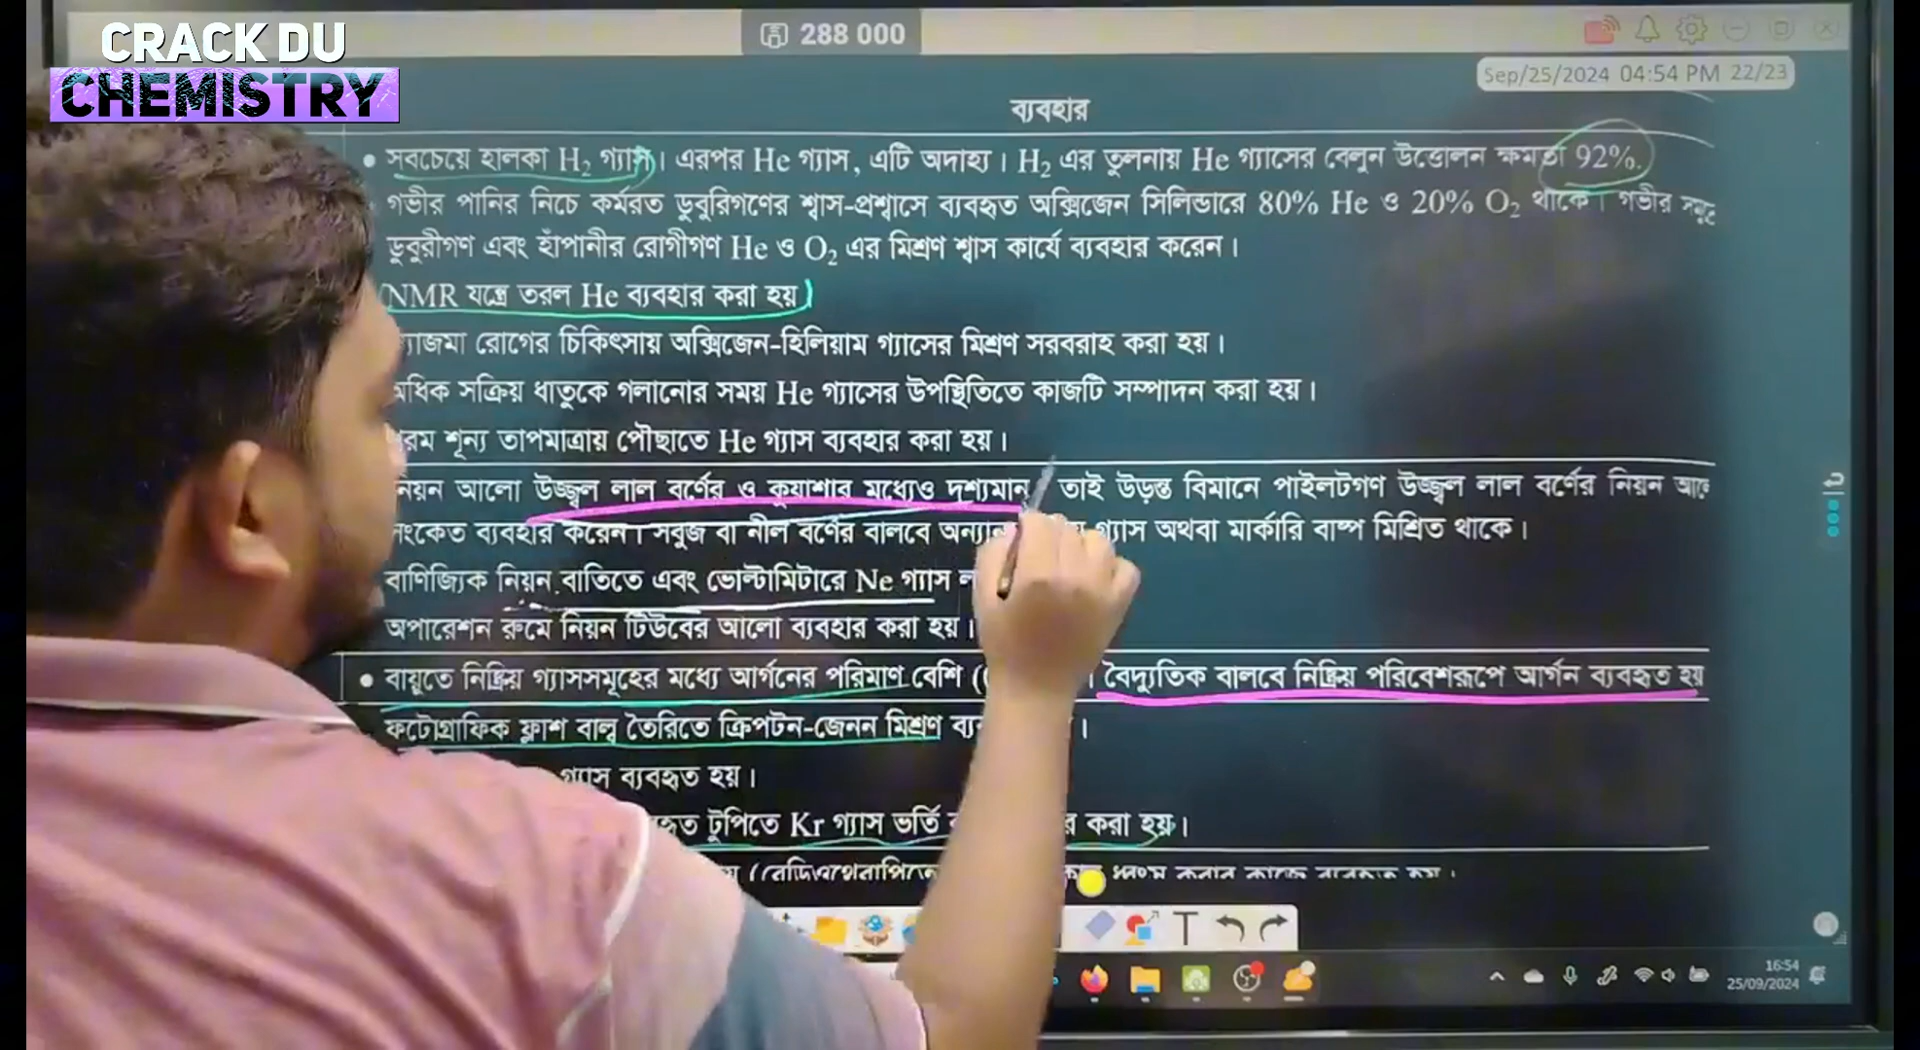 CRACK DU
CHEMISTRY
288 000
Sep/25/2024 04:54 PM 22/23
ব্যবহার
• সবচেয়ে হালকা H₂ গ্যাস। এরপর He গ্যাস, এটি অদাহ্য। H₂ এর তুলনায় He গ্যাসের বেলুন উত্তোলন ক্ষমতা 92%.
গভীর পানির নিচে কর্মরত ডুবুরিগণের শ্বাস-প্রশ্বাসে ব্যবহৃত অক্সিজেন সিলিন্ডারে 80% He ও 20% O₂ থাকে। গভীর
ডুবুরীগণ এবং হাঁপানীর রোগীগণ He ও O₂ এর মিশ্রণ শ্বাস কার্যে ব্যবহার করেন।
NMR যন্ত্রে তরল He ব্যবহার করা হয়
রোগের চিকিৎসায় অক্সিজেন-হিলিয়াম গ্যাসের মিশ্রণ সরবরাহ করা হয়।
অধিক সক্রিয় ধাতুকে গলানোর সময় He গ্যাসের উপস্থিতিতে কাজটি সম্পাদন করা হয়।
শূন্য তাপমাত্রায় পৌছাতে He গ্যাস ব্যবহার করা হয়।
নিয়ন আলো উজ্জ্বল লাল বর্ণের ও কুয়াশার মধ্যেও দৃশ্যমান তাই উড়ন্ত বিমানে পাইলটগণ উজ্জ্বল লাল বর্ণের নিয়ন
ব্যবহার করেন। সবুজ বা নীল বর্ণের বালবে গ্যাস অথবা মার্কারি বাষ্প মিশ্রিত থাকে।
বাণিজ্যিক নিয়ন বাতিতে এবং ভোল্টামিটারে Ne গ্যাস
অপারেশন রুমে নিয়ন টিউবের আলো ব্যবহার করা হয়।
• বায়ুতে নিষ্ক্রিয় গ্যাসসমূহের মধ্যে আর্গনের পরিমাণ বেশি ( । বৈদ্যুতিক বালবে নিষ্ক্রিয় পরিবেশরূপে আর্গন ব্যবহৃত হয়
ফটোগ্রাফিক ফ্লাশ বাল্ব তৈরিতে ক্রিপটন-জেনন মিশ্রণ ।
গ্যাস ব্যবহৃত হয়।
টুপিতে Kr গ্যাস ভর্তি করা হয়।
T
16:54
25/09/2024